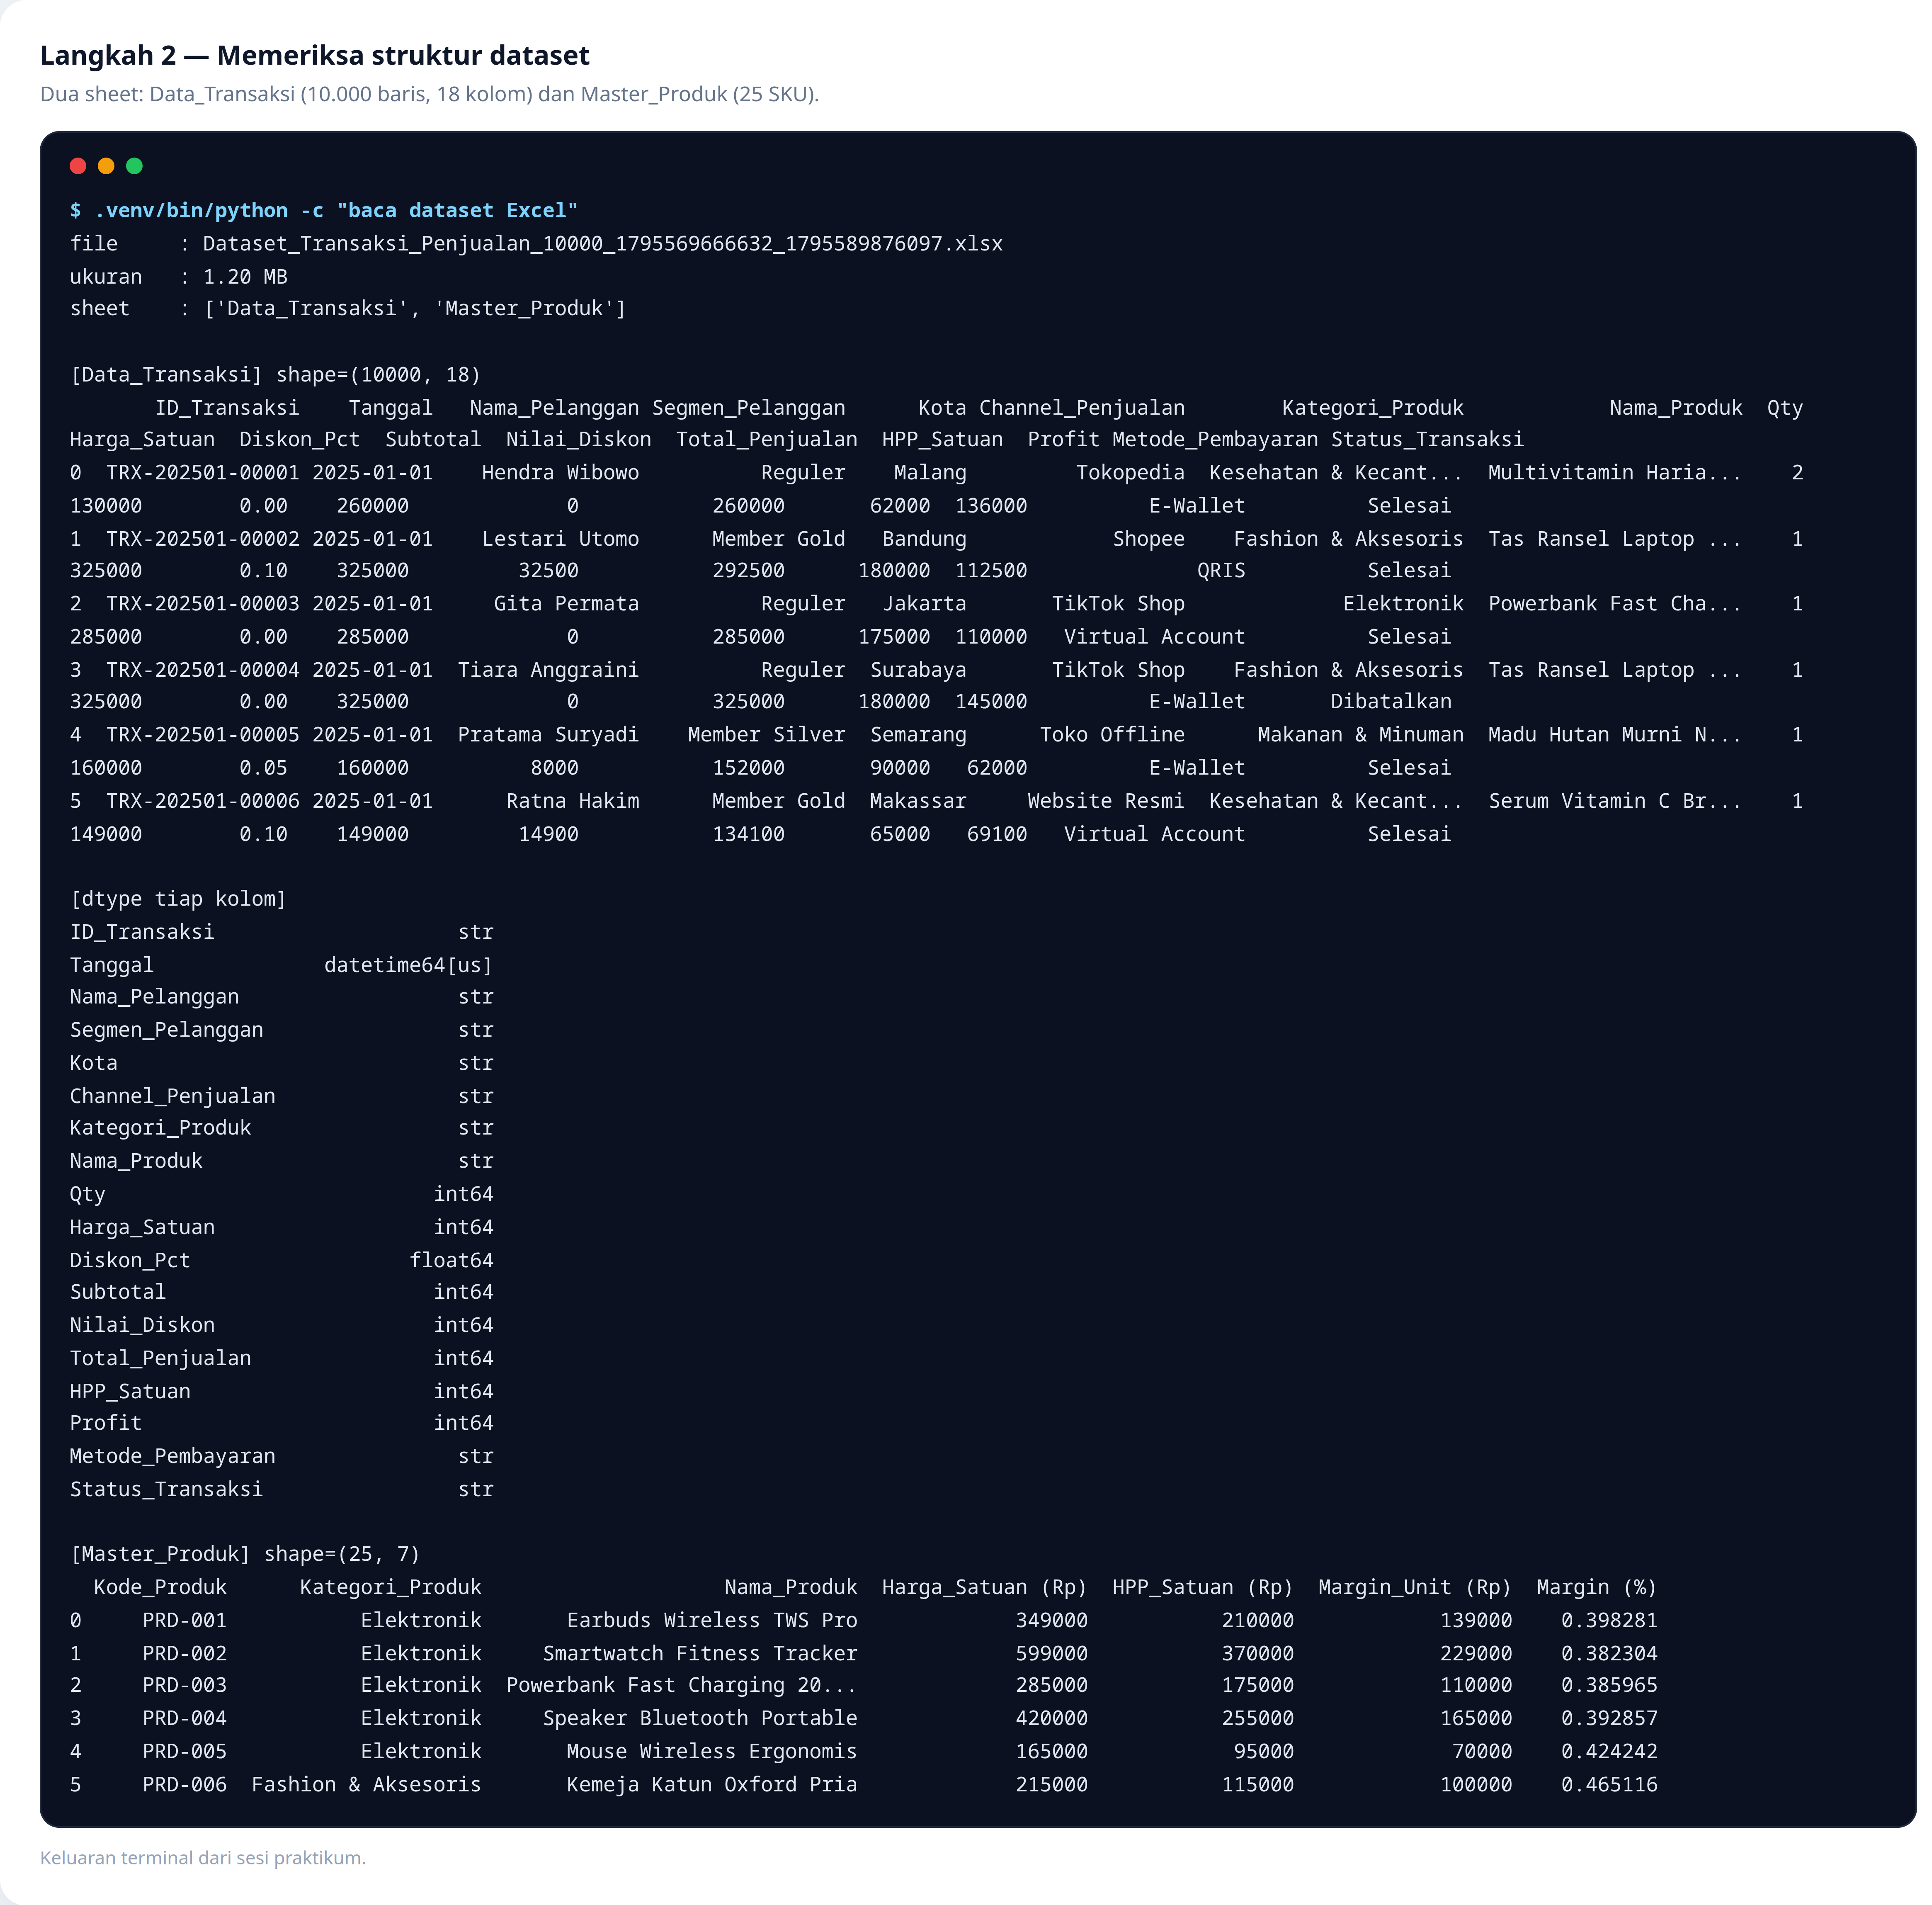 Langkah 2 — Memeriksa struktur dataset
Dua sheet: Data_Transaksi (10.000 baris, 18 kolom) dan Master_Produk (25 SKU).
$ .venv/bin/python -c "baca dataset Excel"
file     : Dataset_Transaksi_Penjualan_10000_1795569666632_1795589876097.xlsx
ukuran   : 1.20 MB
sheet    : ['Data_Transaksi', 'Master_Produk']
[Data_Transaksi] shape=(10000, 18)
ID_Transaksi    Tanggal   Nama_Pelanggan Segmen_Pelanggan      Kota Channel_Penjualan        Kategori_Produk            Nama_Produk  Qty
Harga_Satuan  Diskon_Pct  Subtotal  Nilai_Diskon  Total_Penjualan  HPP_Satuan  Profit Metode_Pembayaran Status_Transaksi
0  TRX-202501-00001 2025-01-01    Hendra Wibowo          Reguler    Malang         Tokopedia  Kesehatan & Kecant...  Multivitamin Haria...    2
130000        0.00    260000             0           260000       62000  136000          E-Wallet          Selesai
1  TRX-202501-00002 2025-01-01    Lestari Utomo      Member Gold   Bandung            Shopee    Fashion & Aksesoris  Tas Ransel Laptop ...    1
325000        0.10    325000         32500           292500      180000  112500              QRIS          Selesai
2  TRX-202501-00003 2025-01-01     Gita Permata          Reguler   Jakarta       TikTok Shop             Elektronik  Powerbank Fast Cha...    1
285000        0.00    285000             0           285000      175000  110000   Virtual Account          Selesai
3  TRX-202501-00004 2025-01-01  Tiara Anggraini          Reguler  Surabaya       TikTok Shop    Fashion & Aksesoris  Tas Ransel Laptop ...    1
325000        0.00    325000             0           325000      180000  145000          E-Wallet       Dibatalkan
4  TRX-202501-00005 2025-01-01  Pratama Suryadi    Member Silver  Semarang      Toko Offline      Makanan & Minuman  Madu Hutan Murni N...    1
160000        0.05    160000          8000           152000       90000   62000          E-Wallet          Selesai
5  TRX-202501-00006 2025-01-01      Ratna Hakim      Member Gold  Makassar     Website Resmi  Kesehatan & Kecant...  Serum Vitamin C Br...    1
149000        0.10    149000         14900           134100       65000   69100   Virtual Account          Selesai
[dtype tiap kolom]
ID_Transaksi                    str
Tanggal              datetime64[us]
Nama_Pelanggan                  str
Segmen_Pelanggan                str
Kota                            str
Channel_Penjualan               str
Kategori_Produk                 str
Nama_Produk                     str
Qty                           int64
Harga_Satuan                  int64
Diskon_Pct                  float64
Subtotal                      int64
Nilai_Diskon                  int64
Total_Penjualan               int64
HPP_Satuan                    int64
Profit                        int64
Metode_Pembayaran               str
Status_Transaksi                str
[Master_Produk] shape=(25, 7)
Kode_Produk      Kategori_Produk                    Nama_Produk  Harga_Satuan (Rp)  HPP_Satuan (Rp)  Margin_Unit (Rp)  Margin (%)
0     PRD-001           Elektronik       Earbuds Wireless TWS Pro             349000           210000            139000    0.398281
1     PRD-002           Elektronik     Smartwatch Fitness Tracker             599000           370000            229000    0.382304
2     PRD-003           Elektronik  Powerbank Fast Charging 20...             285000           175000            110000    0.385965
3     PRD-004           Elektronik     Speaker Bluetooth Portable             420000           255000            165000    0.392857
4     PRD-005           Elektronik       Mouse Wireless Ergonomis             165000            95000             70000    0.424242
5     PRD-006  Fashion & Aksesoris       Kemeja Katun Oxford Pria             215000           115000            100000    0.465116
Keluaran terminal dari sesi praktikum.